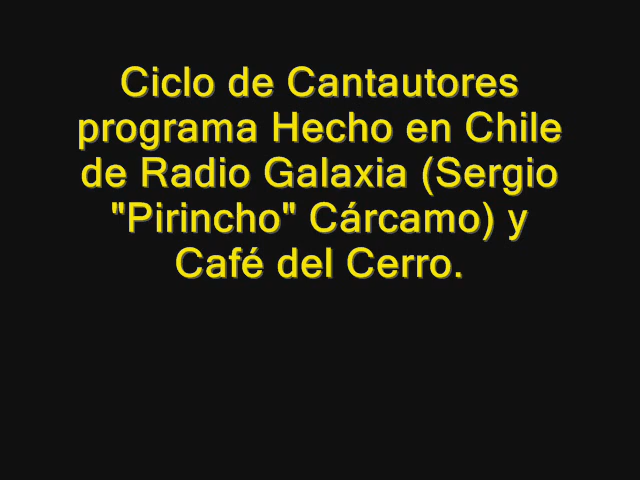 Ciclo de Cantautores
programa Hecho en Chile
de Radio Galaxia (Sergio
"Pirincho" Cárcamo) y
Café del Cerro.